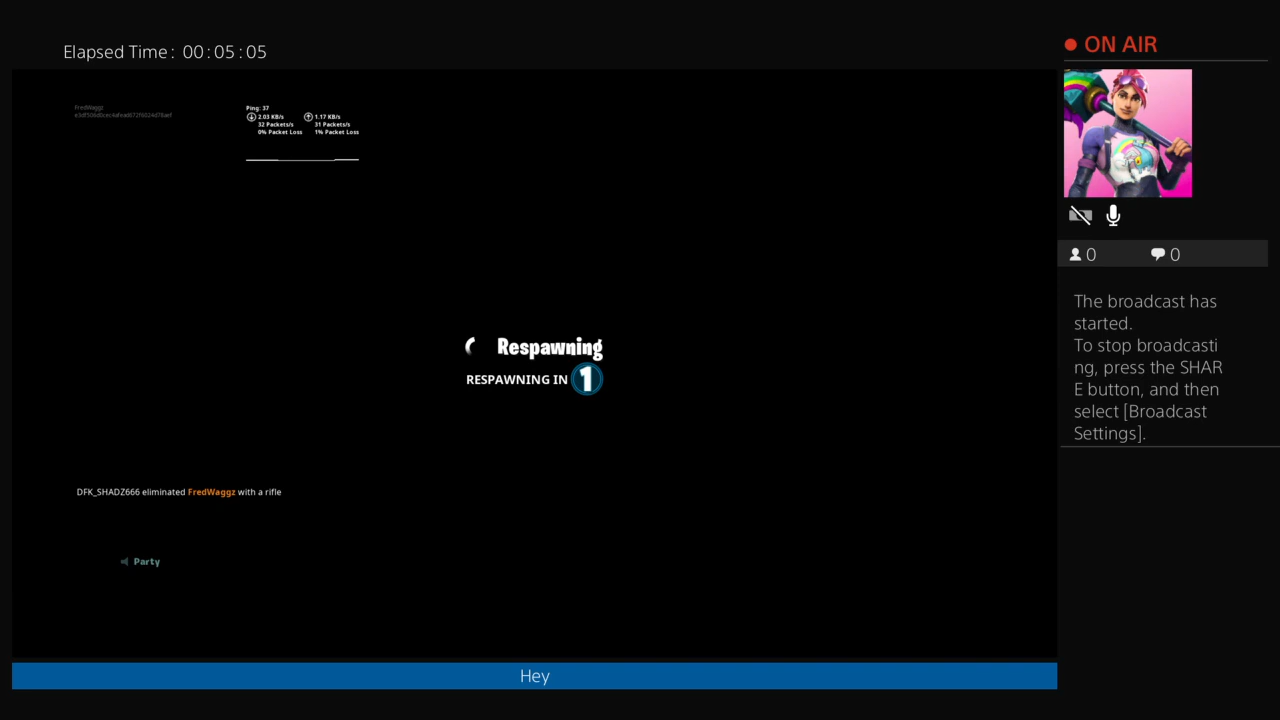 Elapsed Time: 00:05:05
ON AIR
FredWaggz
Ping: 37
2.03 KB/s 1.17 KB/s
32 Packets/s 31 Packets/s
0% Packet Loss 1% Packet Loss
0
0
The broadcast has
started.
To stop broadcasti
ng, press the SHAR
E button, and then
select [Broadcast
Settings].
Respawning
RESPAWNING IN 1
DFK_SHADZ666 eliminated FredWaggz with a rifle
Party
Hey